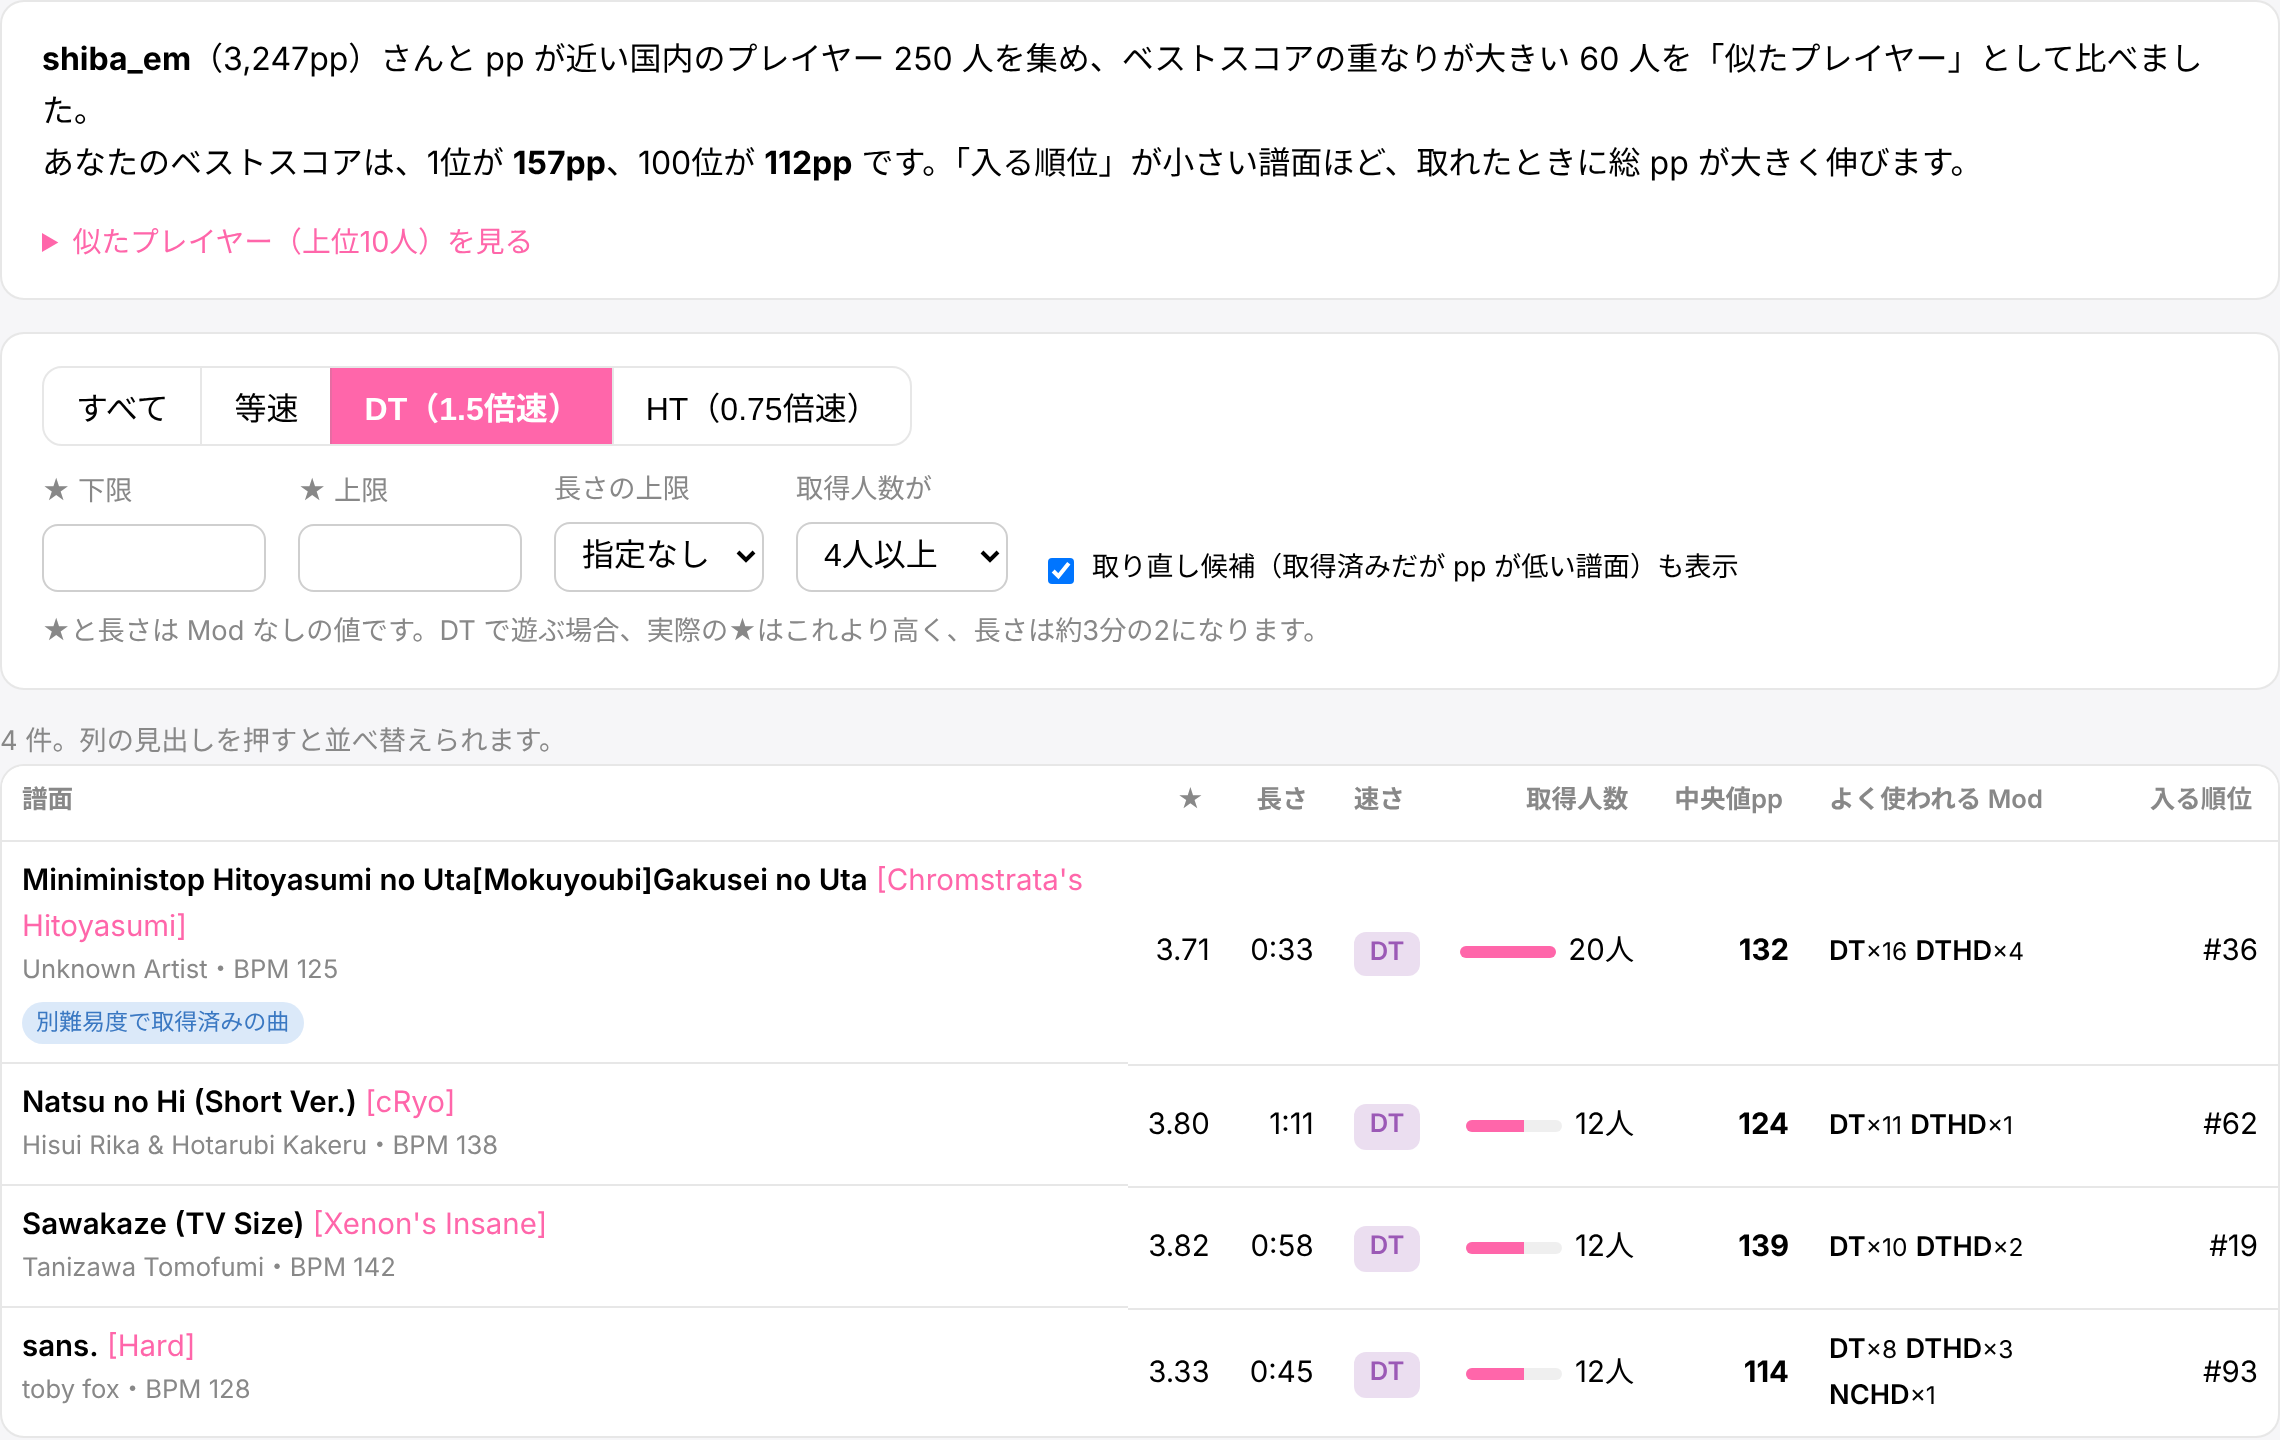 shiba_em（3,247pp）さんと pp が近い国内のプレイヤー 250 人を集め、ベストスコアの重なりが大きい 60 人を「似たプレイヤー」として比べまし
た。
あなたのベストスコアは、1位が 157pp、100位が 112pp です。「入る順位」が小さい譜面ほど、取れたときに総 pp が大きく伸びます。
▶ 似たプレイヤー（上位10人）を見る
すべて 等速 DT（1.5倍速） HT（0.75倍速）
★ 下限 ★ 上限 長さの上限 取得人数が
指定なし 4人以上 取り直し候補（取得済みだが pp が低い譜面）も表示
★と長さは Mod なしの値です。DT で遊ぶ場合、実際の★はこれより高く、長さは約3分の2になります。
4 件。列の見出しを押すと並べ替えられます。
譜面 ★ 長さ 速さ 取得人数 中央値pp よく使われる Mod 入る順位
Miniministop Hitoyasumi no Uta[Mokuyoubi]Gakusei no Uta [Chromstrata's
Hitoyasumi]
Unknown Artist • BPM 125
別難易度で取得済みの曲
3.71 0:33 DT 20人 132 DT×16 DTHD×4 #36
Natsu no Hi (Short Ver.) [cRyo]
Hisui Rika & Hotarubi Kakeru • BPM 138
3.80 1:11 DT 12人 124 DT×11 DTHD×1 #62
Sawakaze (TV Size) [Xenon's Insane]
Tanizawa Tomofumi • BPM 142
3.82 0:58 DT 12人 139 DT×10 DTHD×2 #19
sans. [Hard]
toby fox • BPM 128
3.33 0:45 DT 12人 114 DT×8 DTHD×3
NCHD×1 #93